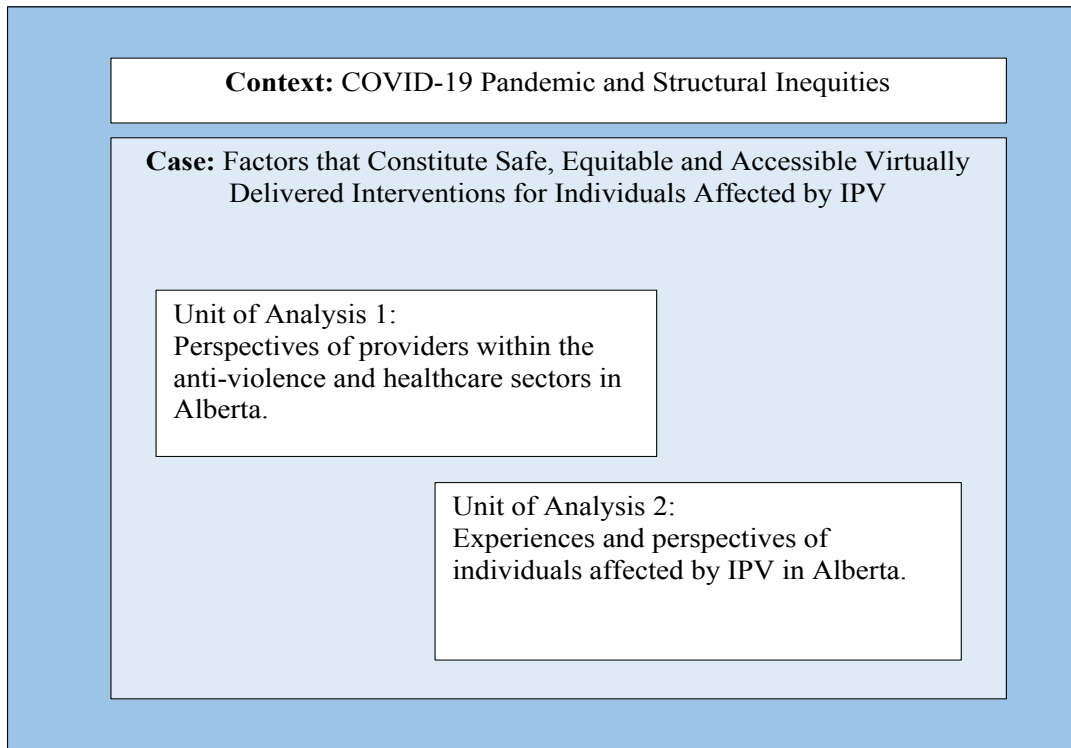 Context: COVID-19 Pandemic and Structural Inequities
Case: Factors that Constitute Safe, Equitable and Accessible Virtually
Delivered Interventions for Individuals Affected by IPV
Unit of Analysis 1:
Perspectives of providers within the
anti-violence and healthcare sectors in
Alberta.
Unit of Analysis 2:
Experiences and perspectives of
individuals affected by IPV in Alberta.